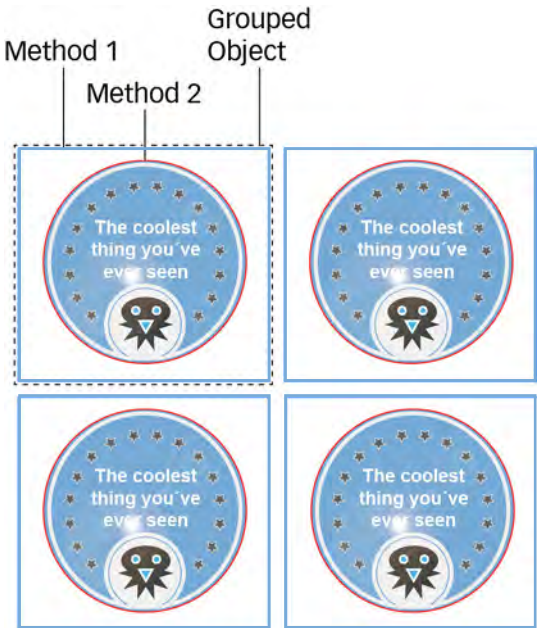 Grouped
Object
Method 1
Method 2
The coolest
thing you´ve
ever seen
The coolest
thing you´ve
ever seen
The coolest
thing you´ve
ever seen
The coolest
thing you´ve
ever seen